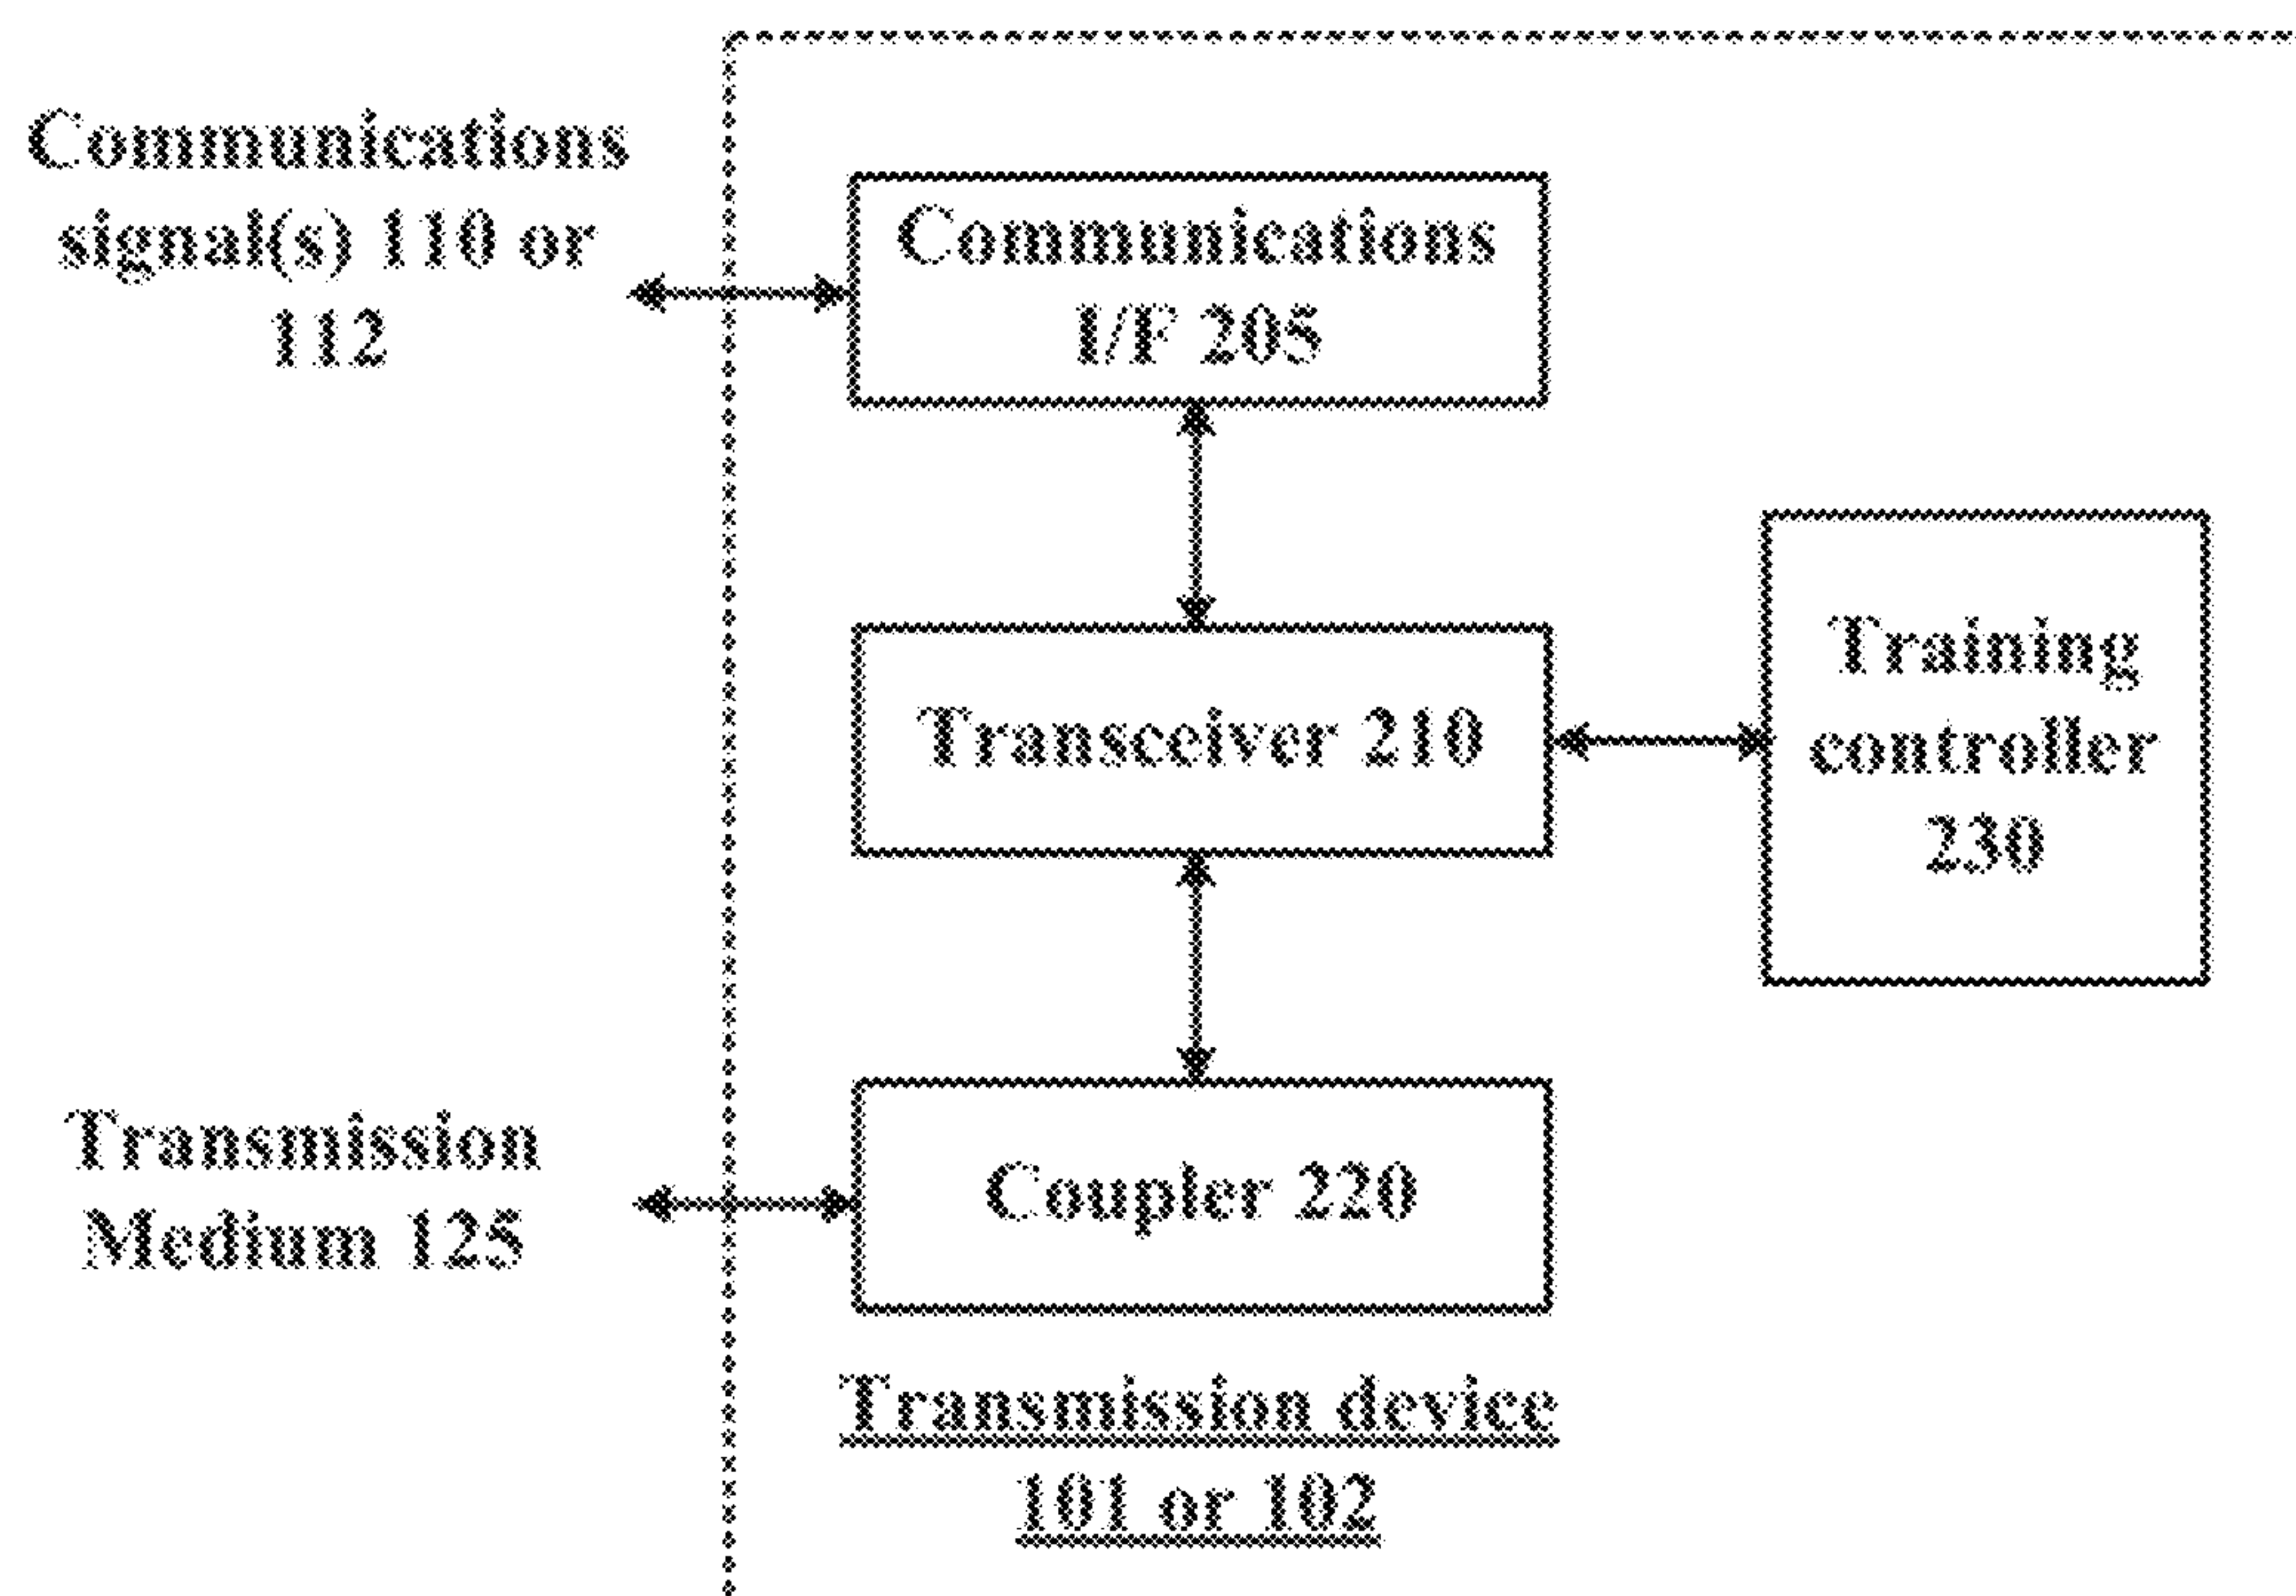 Communications
signal(s) 110 or
112
Communications
I/F 205
Transceiver 210
Training
controller
230
Transmission
Medium 125
Coupler 220
Transmission device
101 or 102